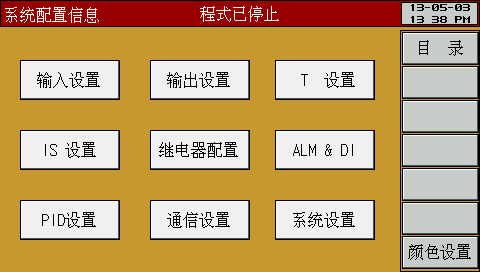 系统配置信息 程式已停止 13-05-03
13 38 PM
目 录
输入设置 输出设置 T 设置
IS 设置 继电器配置 ALM & DI
PID设置 通信设置 系统设置
颜色设置